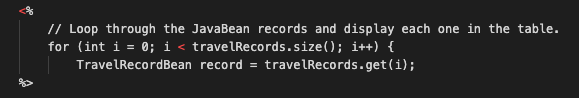 <%
// Loop through the JavaBean records and display each one in the table.
for (int i = 0; i < travelRecords.size(); i++) {
TravelRecordBean record = travelRecords.get(i);
%>